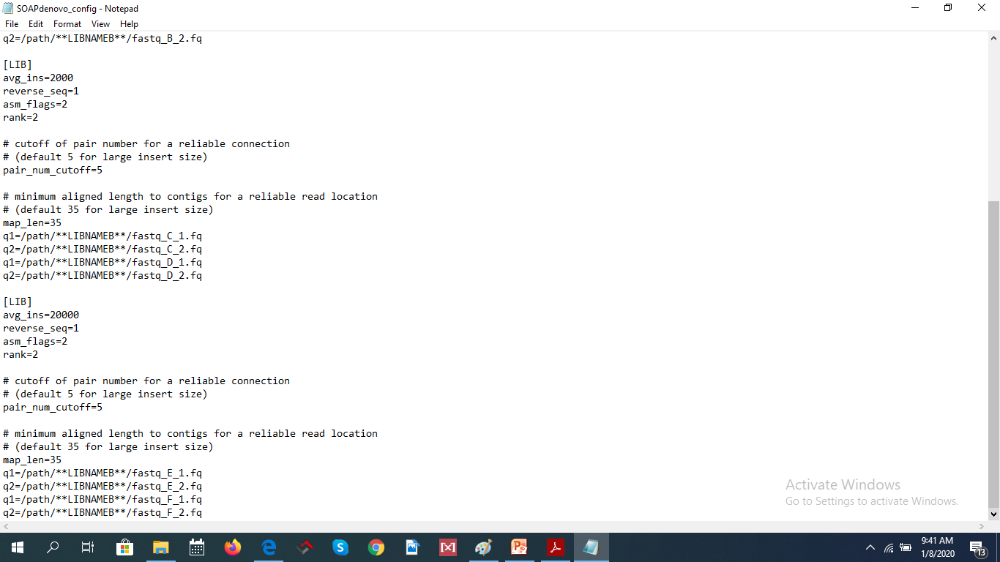 SOAPdenovo_config - Notepad
File Edit Format View Help
q2=/path/**LIBNAMEB**/fastq_B_2.fq
[LIB]
avg_ins=2000
reverse_seq=1
asm_flags=2
rank=2
# cutoff of pair number for a reliable connection
# (default 5 for large insert size)
pair_num_cutoff=5
# minimum aligned length to contigs for a reliable read location
# (default 35 for large insert size)
map_len=35
q1=/path/**LIBNAMEB**/fastq_C_1.fq
q2=/path/**LIBNAMEB**/fastq_C_2.fq
q1=/path/**LIBNAMEB**/fastq_D_1.fq
q2=/path/**LIBNAMEB**/fastq_D_2.fq
[LIB]
avg_ins=20000
reverse_seq=1
asm_flags=2
rank=2
# cutoff of pair number for a reliable connection
# (default 5 for large insert size)
pair_num_cutoff=5
# minimum aligned length to contigs for a reliable read location
# (default 35 for large insert size)
map_len=35
q1=/path/**LIBNAMEB**/fastq_E_1.fq
q2=/path/**LIBNAMEB**/fastq_E_2.fq
q1=/path/**LIBNAMEB**/fastq_F_1.fq
q2=/path/**LIBNAMEB**/fastq_F_2.fq
Activate Windows
Go to Settings to activate Windows.
9:41 AM
1/8/2020
13